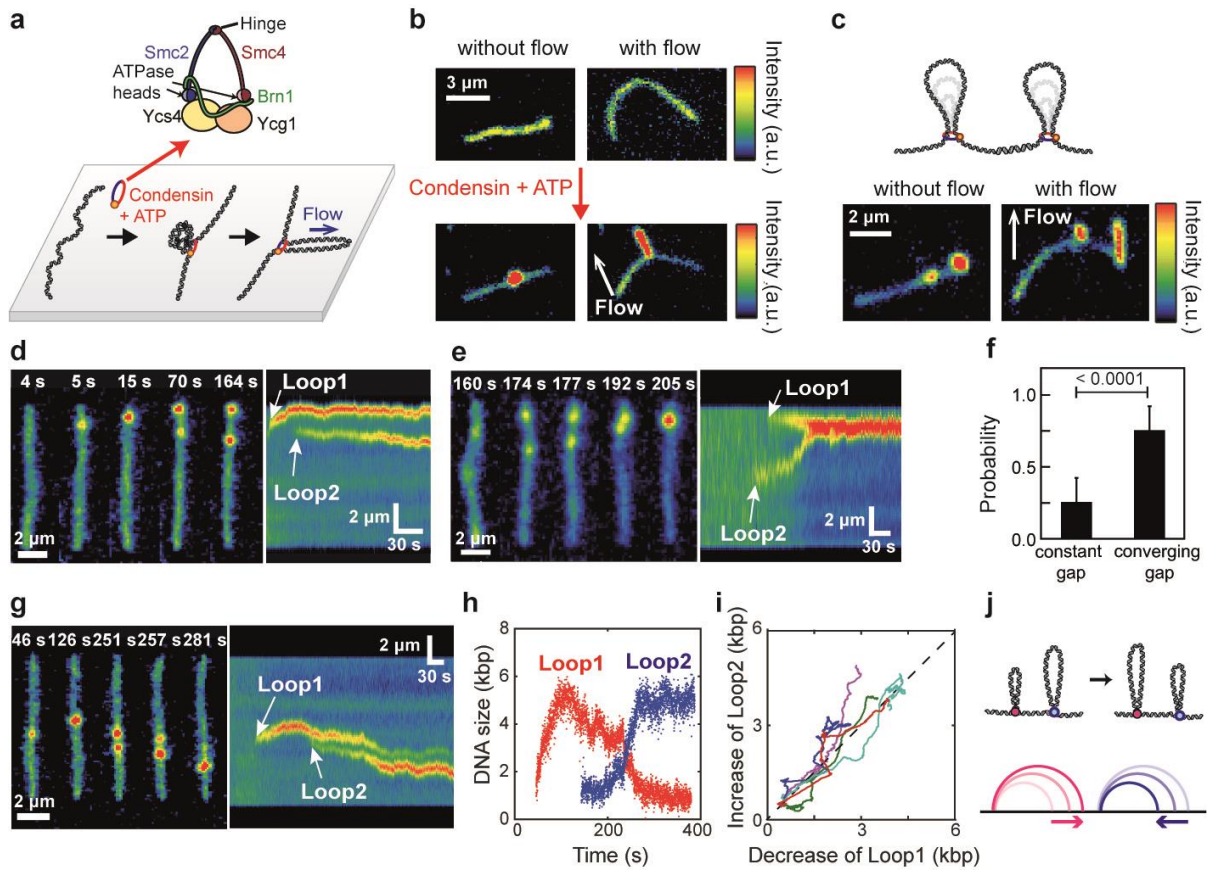 a
Hinge
Smc2
Smc4
ATPase
heads
Brn1
Ycs4
Ycg1
Condensin
+ ATP
Flow
b
without flow
with flow
3 µm
Intensity (a.u.)
Condensin + ATP
Flow
Intensity (a.u.)
c
without flow
with flow
2 µm
Flow
Intensity (a.u.)
d
4 s 5 s 15 s 70 s 164 s
2 µm
Loop1
Loop2
2 µm
30 s
e
160 s 174 s 177 s 192 s 205 s
2 µm
Loop1
Loop2
2 µm
30 s
f
< 0.0001
Probability
1.0
0.5
0.0
constant
gap
converging
gap
g
46 s 126 s 251 s 257 s 281 s
2 µm
Loop1
Loop2
2 µm
30 s
h
Loop1
Loop2
DNA size (kbp)
8
6
4
2
0
0 200 400
Time (s)
i
Increase of Loop2 (kbp)
6
3
0
0 3 6
Decrease of Loop1 (kbp)
j